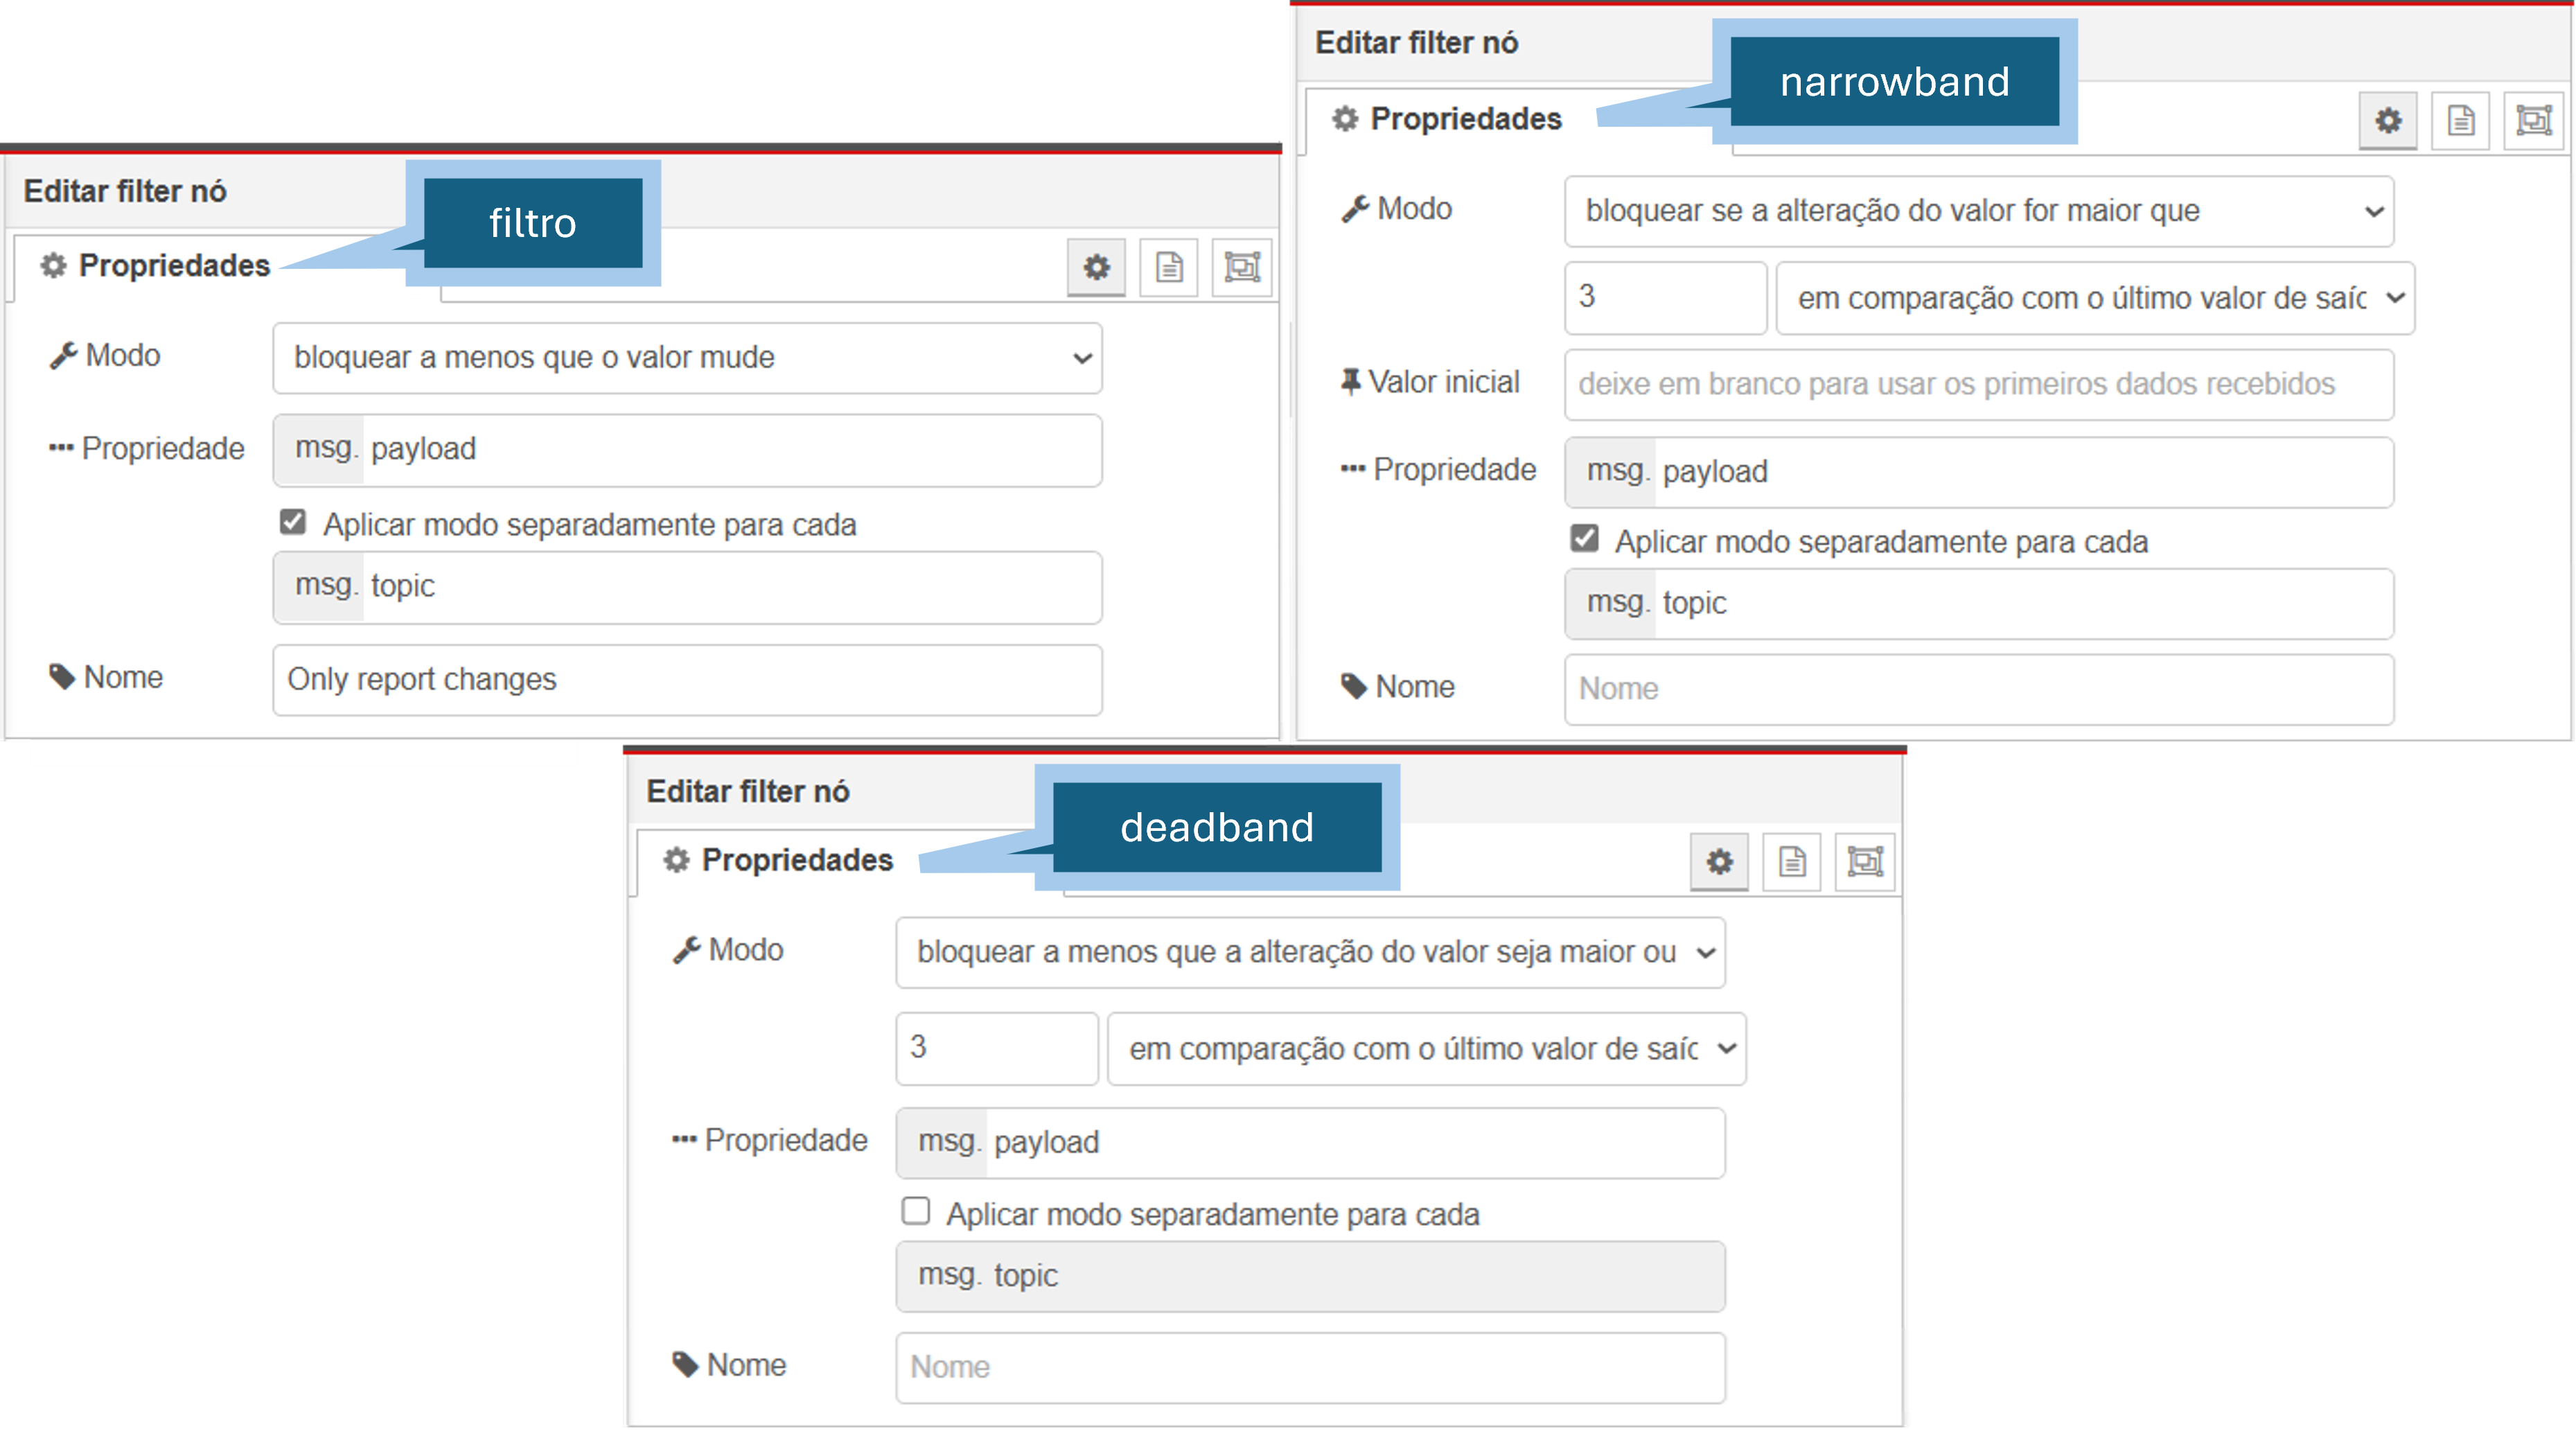 Editar filter nó
filtro
Propriedades
Modo
bloquear a menos que o valor mude
Propriedade
msg. payload
Aplicar modo separadamente para cada
msg. topic
Nome
Only report changes
Editar filter nó
narrowband
Propriedades
Modo
bloquear se a alteração do valor for maior que
3
em comparação com o último valor de saíc
Valor inicial
deixe em branco para usar os primeiros dados recebidos
Propriedade
msg. payload
Aplicar modo separadamente para cada
msg. topic
Nome
Nome
Editar filter nó
deadband
Propriedades
Modo
bloquear a menos que a alteração do valor seja maior ou
3
em comparação com o último valor de saíc
Propriedade
msg. payload
Aplicar modo separadamente para cada
msg. topic
Nome
Nome